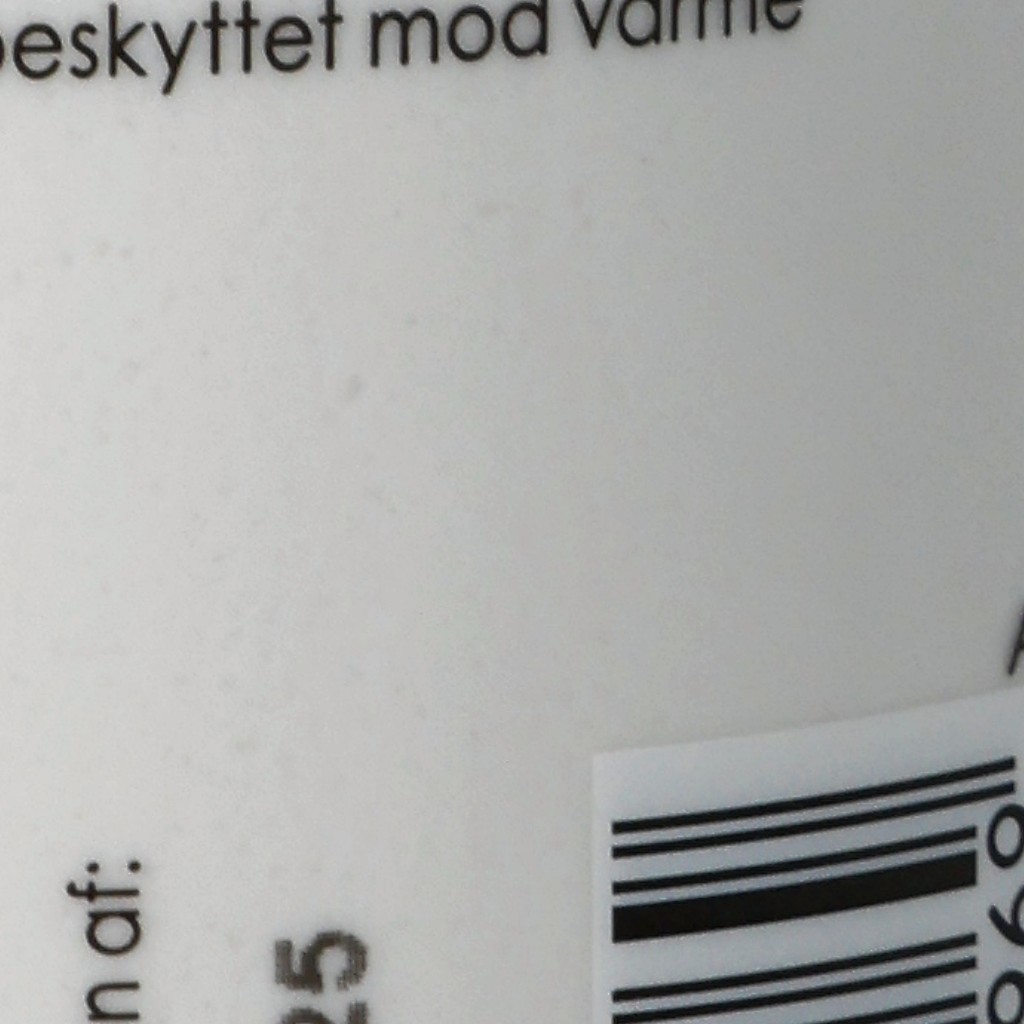 beskyttet mod varme
n af:
25